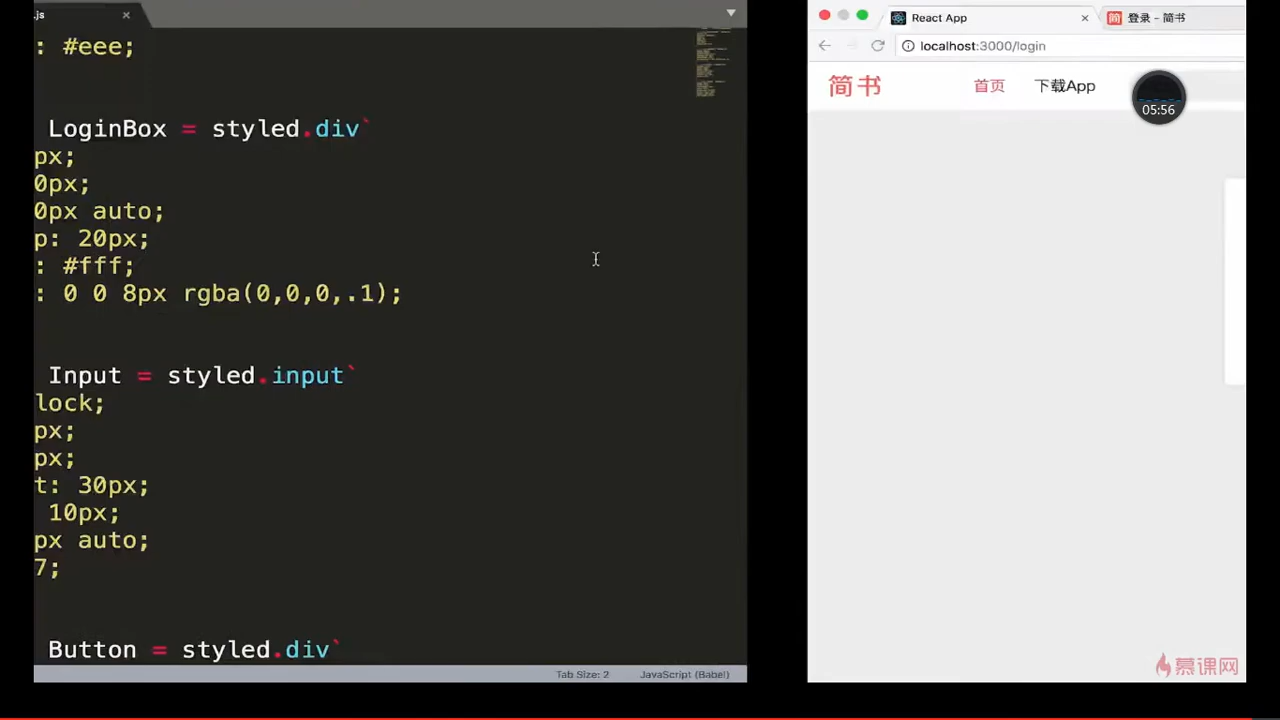 .js
: #eee;
LoginBox = styled.div`
px;
0px;
0px auto;
p: 20px;
: #fff;
: 0 0 8px rgba(0,0,0,.1);
Input = styled.input`
lock;
px;
px;
t: 30px;
10px;
px auto;
7;
Button = styled.div`
Tab Size: 2
JavaScript (Babel)
React App
登录 - 简书
localhost:3000/login
简书
首页
下载App
05:56
慕课网